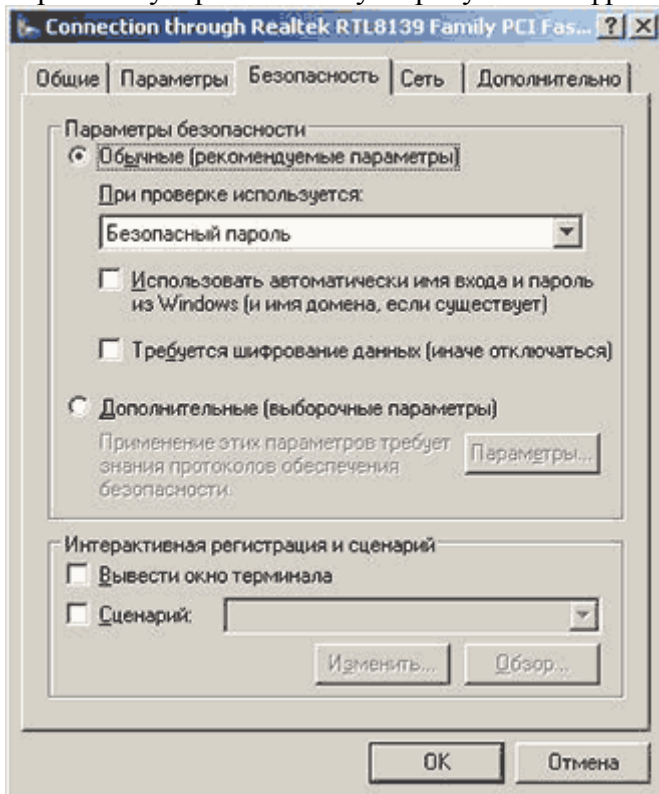 Connection through Realtek RTL8139 Family PCI Fas...
Общие Параметры Безопасность Сеть Дополнительно
Параметры безопасности
Обычные (рекомендуемые параметры)
При проверке используется:
Безопасный пароль
Использовать автоматически имя входа и пароль
из Windows (и имя домена, если существует)
Требуется шифрование данных (иначе отключаться)
Дополнительные (выборочные параметры)
Применение этих параметров требует
знания протоколов обеспечения
безопасности.
Параметры...
Интерактивная регистрация и сценарий
Вывести окно терминала
Сценарий:
Изменить... Обзор...
OK Отмена